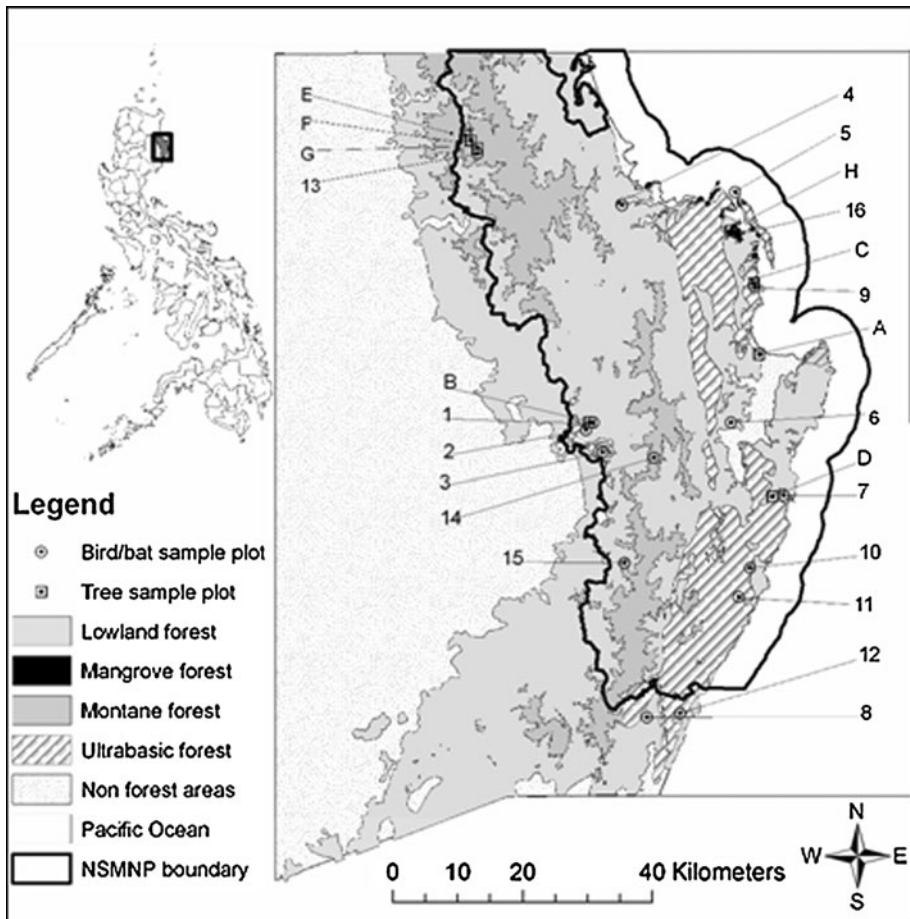 E
F
G
13
4
5
H
16
C
9
A
B
1
2
3
14
6
D
7
15
10
11
12
8
Legend
Bird/bat sample plot
Tree sample plot
Lowland forest
Mangrove forest
Montane forest
Ultrabasic forest
Non forest areas
Pacific Ocean
NSMNP boundary
0 10 20 40 Kilometers
N
W E
S